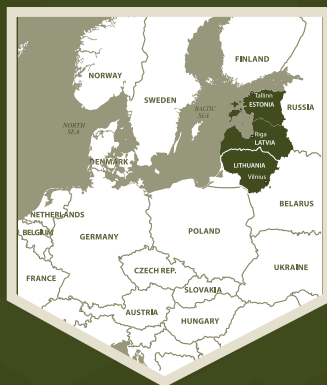 FINLAND
NORWAY
SWEDEN
Tallinn
ESTONIA
BALTIC
SEA
RUSSIA
NORTH
SEA
Riga
LATVIA
DENMARK
LITHUANIA
Vilnius
BELARUS
NETHERLANDS
BELGIUM
GERMANY
POLAND
UKRAINE
CZECH REP.
FRANCE
SLOVAKIA
AUSTRIA
HUNGARY